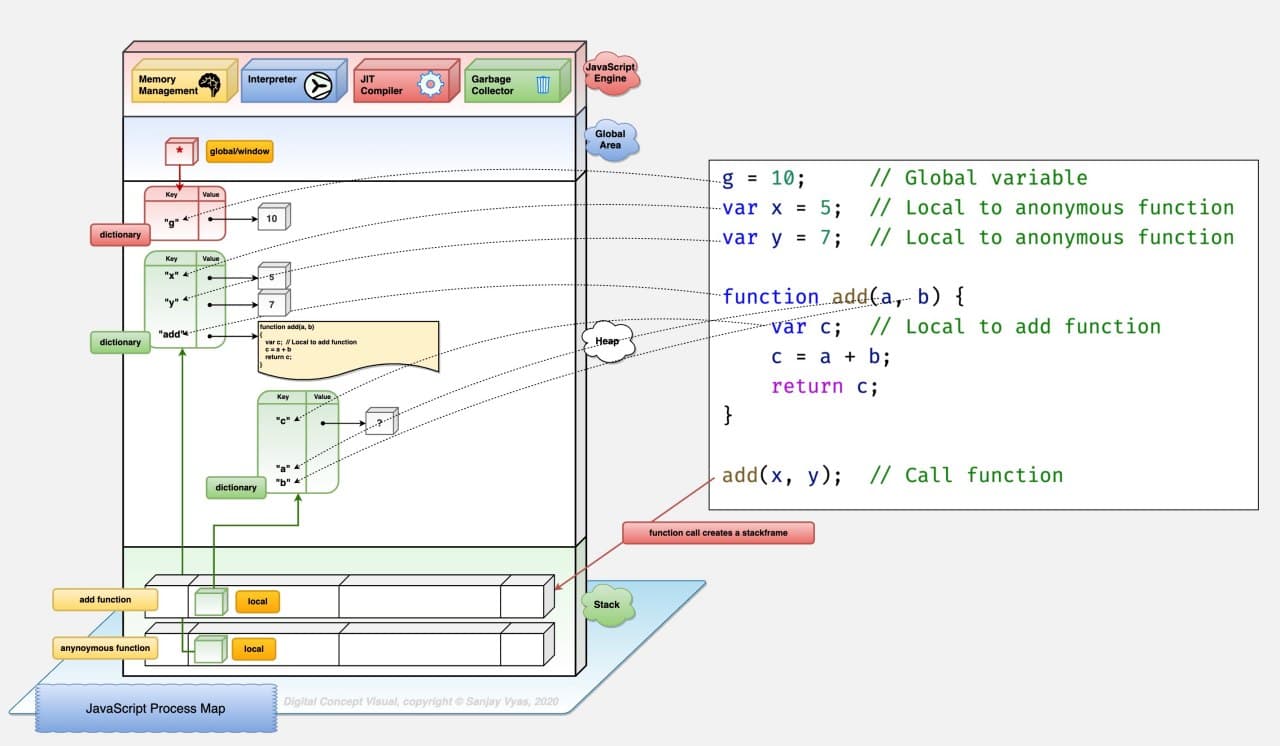 Memory
Management
Interpreter
JIT
Compiler
Garbage
Collector
JavaScript
Engine
*
global/window
Global
Area
Key Value
"g"
10
dictionary
Key Value
"x"
5
"y"
7
"add"
dictionary
function add(a, b)
{
var c; // Local to add function
c = a + b
return c;
}
Heap
Key Value
"c"
?
"a"
"b"
dictionary
g = 10; // Global variable
var x = 5; // Local to anonymous function
var y = 7; // Local to anonymous function
function add(a, b) {
var c; // Local to add function
c = a + b;
return c;
}
add(x, y); // Call function
function call creates a stackframe
add function
local
Stack
anynoymous function
local
JavaScript Process Map
Digital Concept Visual, copyright © Sanjay Vyas, 2020